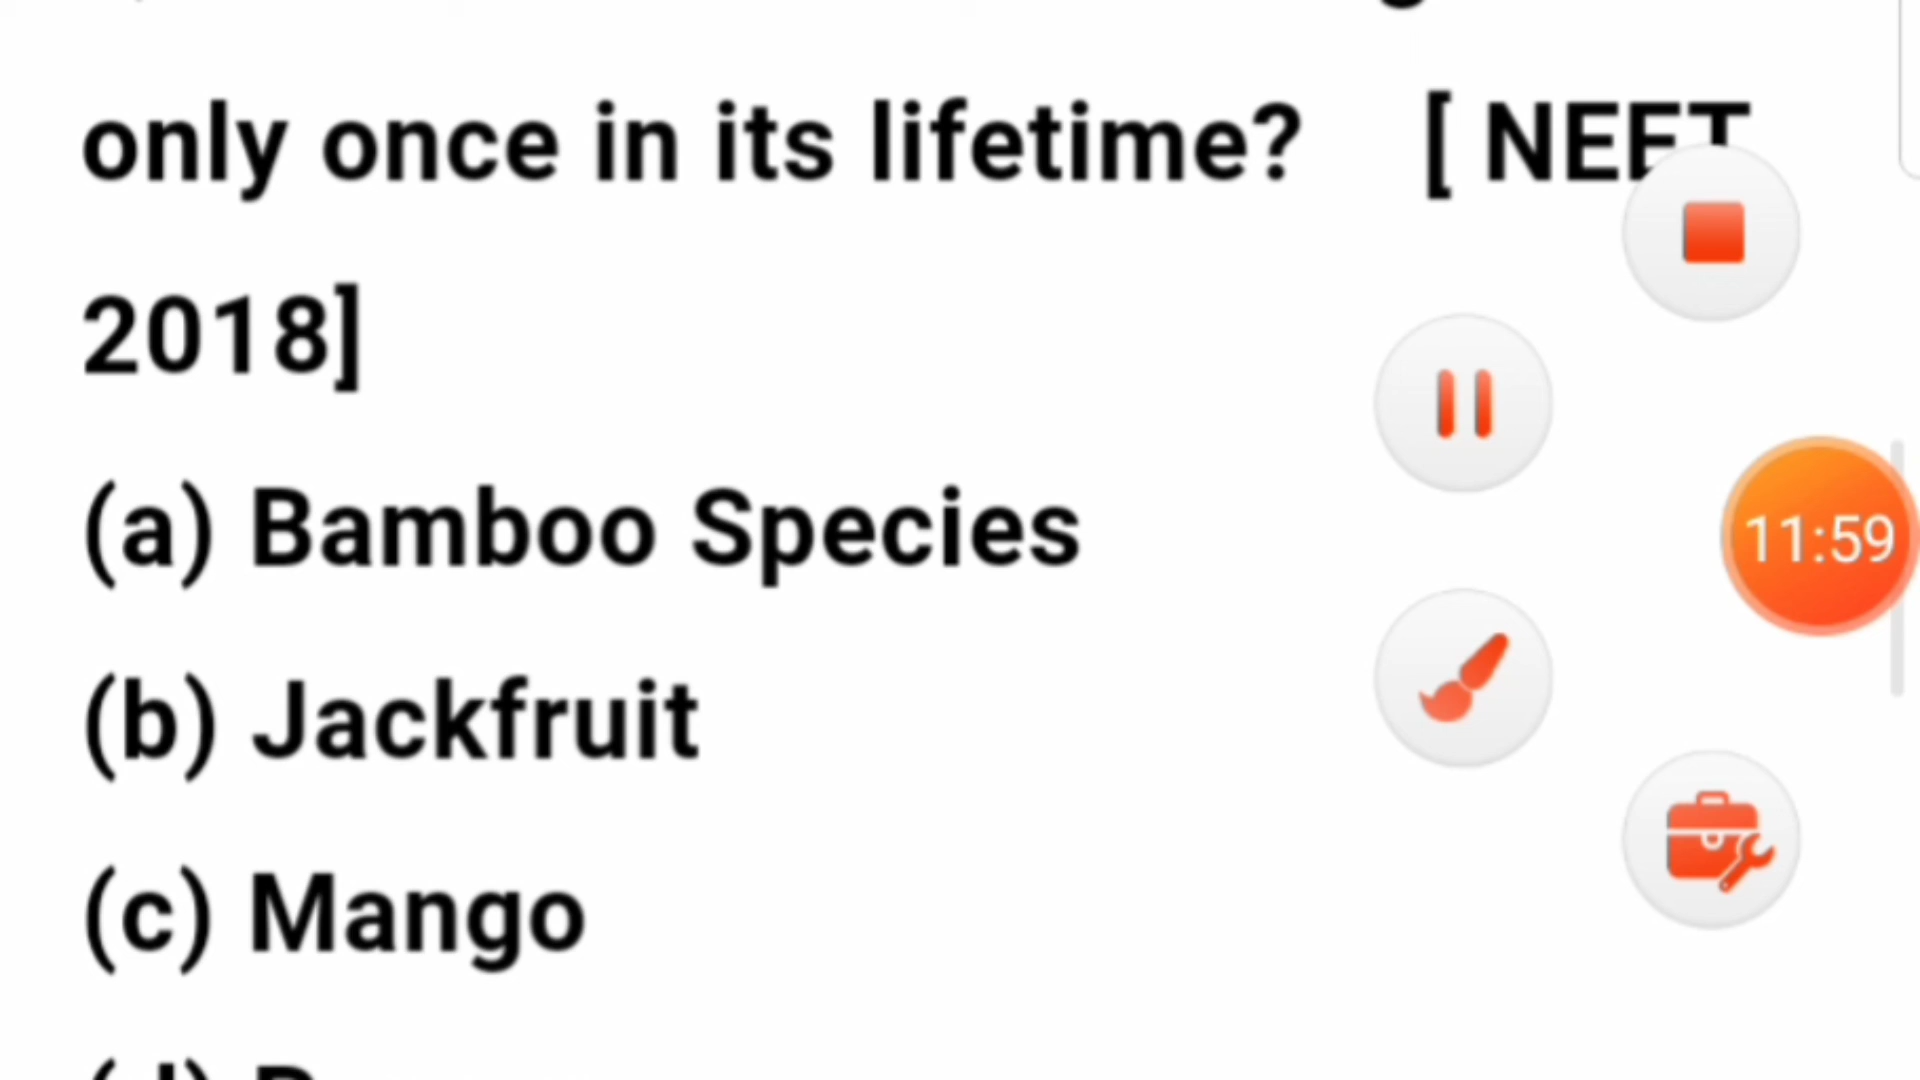 only once in its lifetime? [ NEET
2018]
(a) Bamboo Species
11:59
(b) Jackfruit
(c) Mango